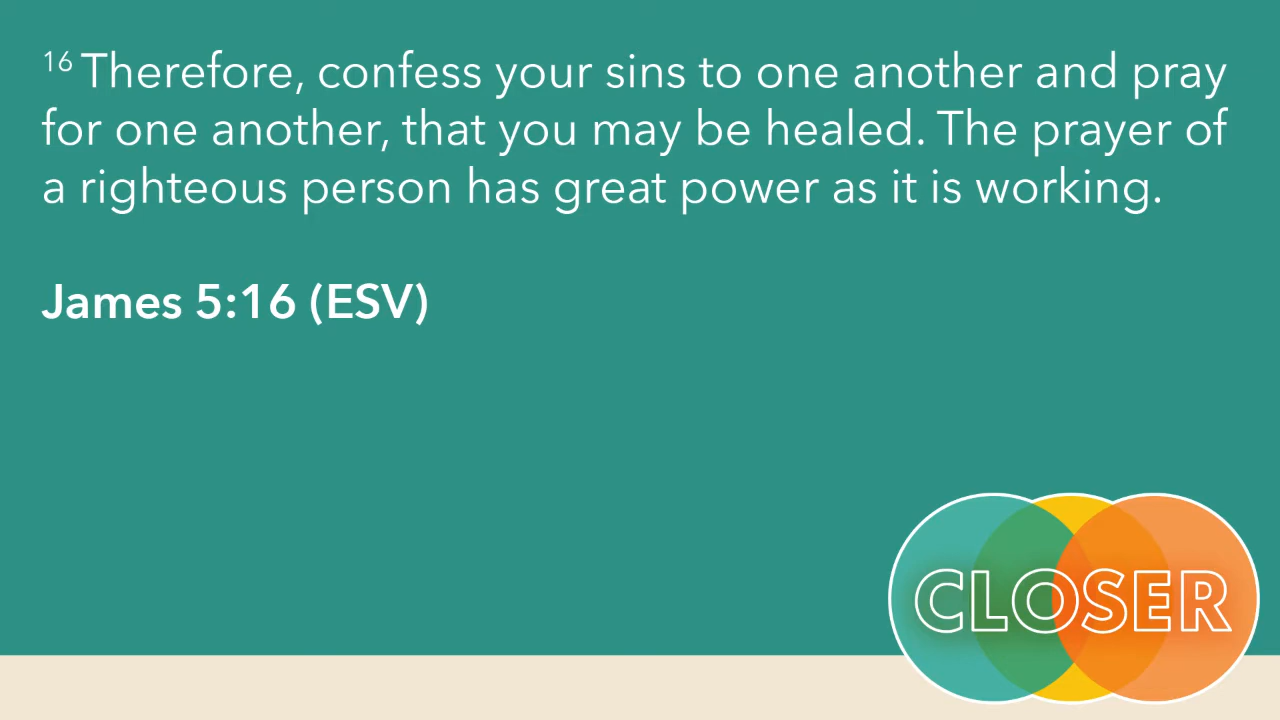 16 Therefore, confess your sins to one another and pray
for one another, that you may be healed. The prayer of
a righteous person has great power as it is working.
James 5:16 (ESV)
CLOSER